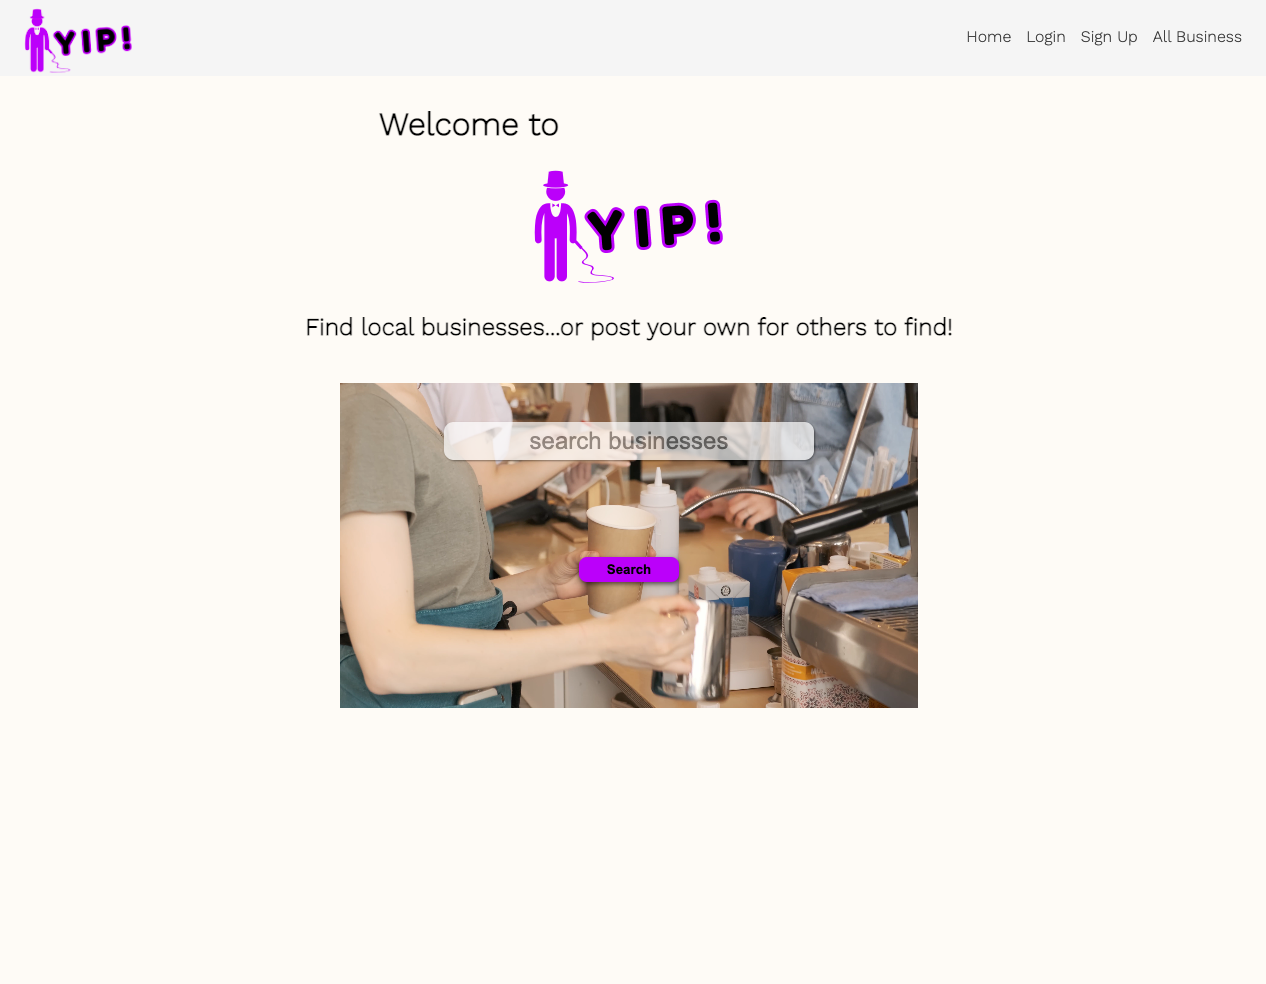 YIP!
Home Login Sign Up All Business
Welcome to
YIP!
Find local businesses...or post your own for others to find!
search businesses
Search